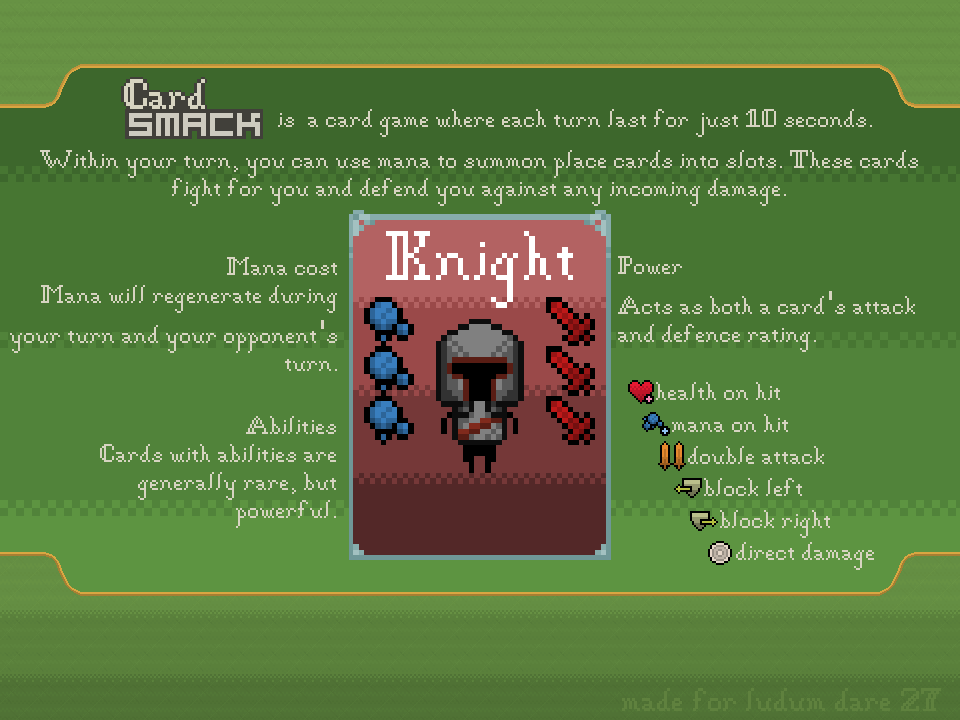 Card SMACK is a card game where each turn last for just 10 seconds.
Within your turn, you can use mana to summon place cards into slots. These cards
fight for you and defend you against any incoming damage.
Knight
Mana cost
Mana will regenerate during
your turn and your opponent's
turn.
Abilities
Cards with abilities are
generally rare, but
powerful.
Power
Acts as both a card's attack
and defence rating.
health on hit
mana on hit
double attack
block left
block right
direct damage
made for ludum dare 27